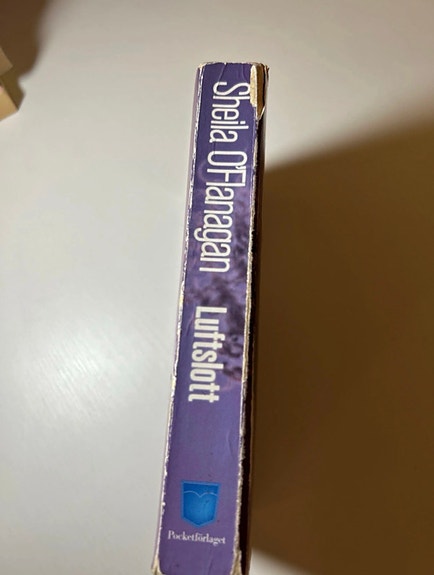 Sheila O'Flanagan Luftslott
Pocketförlaget